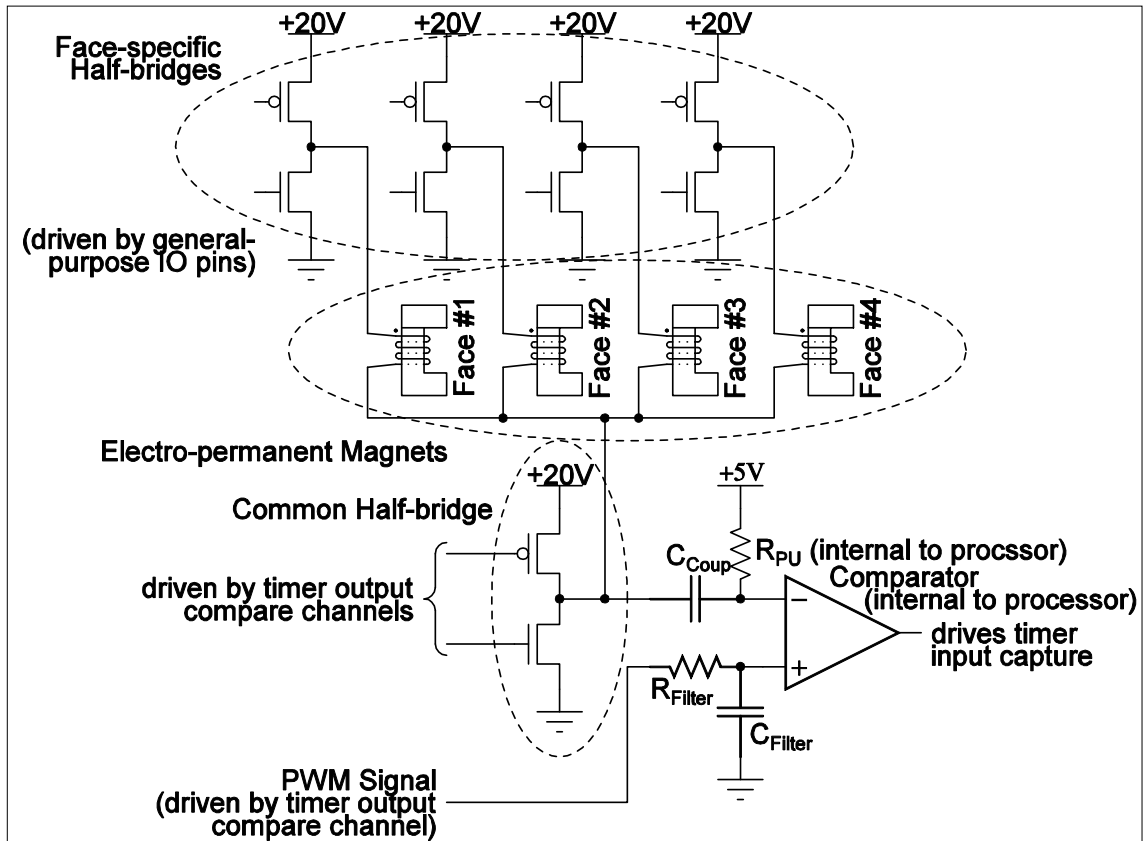 +20V +20V +20V +20V
Face-specific
Half-bridges
(driven by general-
purpose IO pins)
Face #1
Face #2
Face #3
Face #4
Electro-permanent Magnets
+20V
Common Half-bridge
driven by timer output
compare channels
+5V
R_PU (internal to procssor)
C_Coup
Comparator
(internal to processor)
−
+
drives timer
input capture
R_Filter
C_Filter
PWM Signal
(driven by timer output
compare channel)